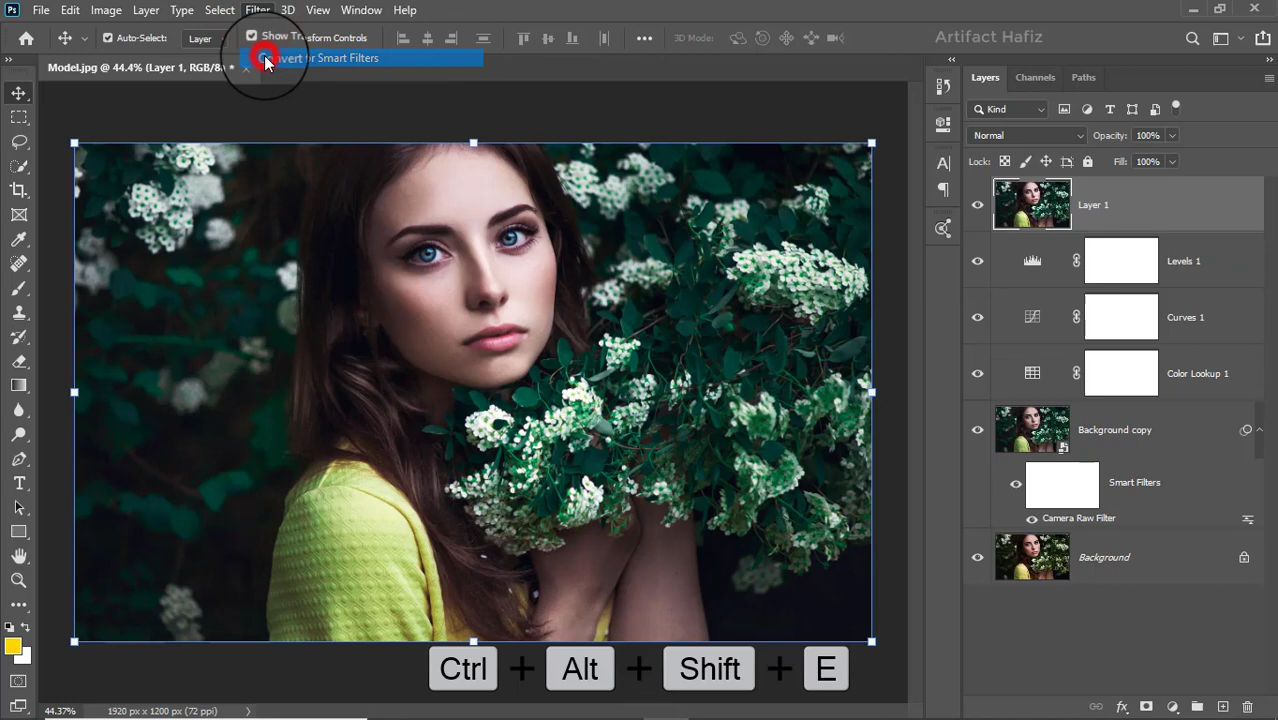 Ps File Edit Image Layer Type Select Filter 3D View Window Help
Auto-Select: Layer Show Transform Controls 3D Mode: Artifact Hafiz
for Smart Filters
Model.jpg @ 44.4% (Layer 1, RGB/8 * ×
Layers Channels Paths
Kind
Normal Opacity: 100%
Lock: Fill: 100%
Layer 1
Levels 1
Curves 1
Color Lookup 1
Background copy
Smart Filters
Camera Raw Filter
Background
Ctrl + Alt + Shift + E
44.37% 1920 px x 1200 px (72 ppi)